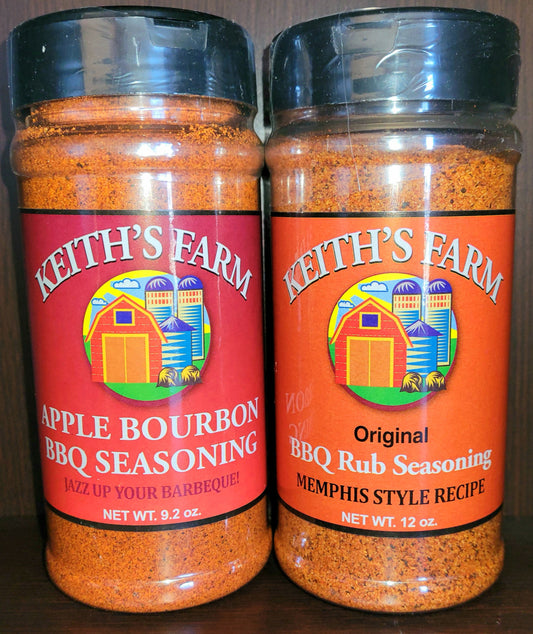 KEITH'S FARM
APPLE BOURBON
BBQ SEASONING
JAZZ UP YOUR BARBEQUE!
NET WT. 9.2 oz.
KEITH'S FARM
Original
BBQ Rub Seasoning
MEMPHIS STYLE RECIPE
NET WT. 12 oz.